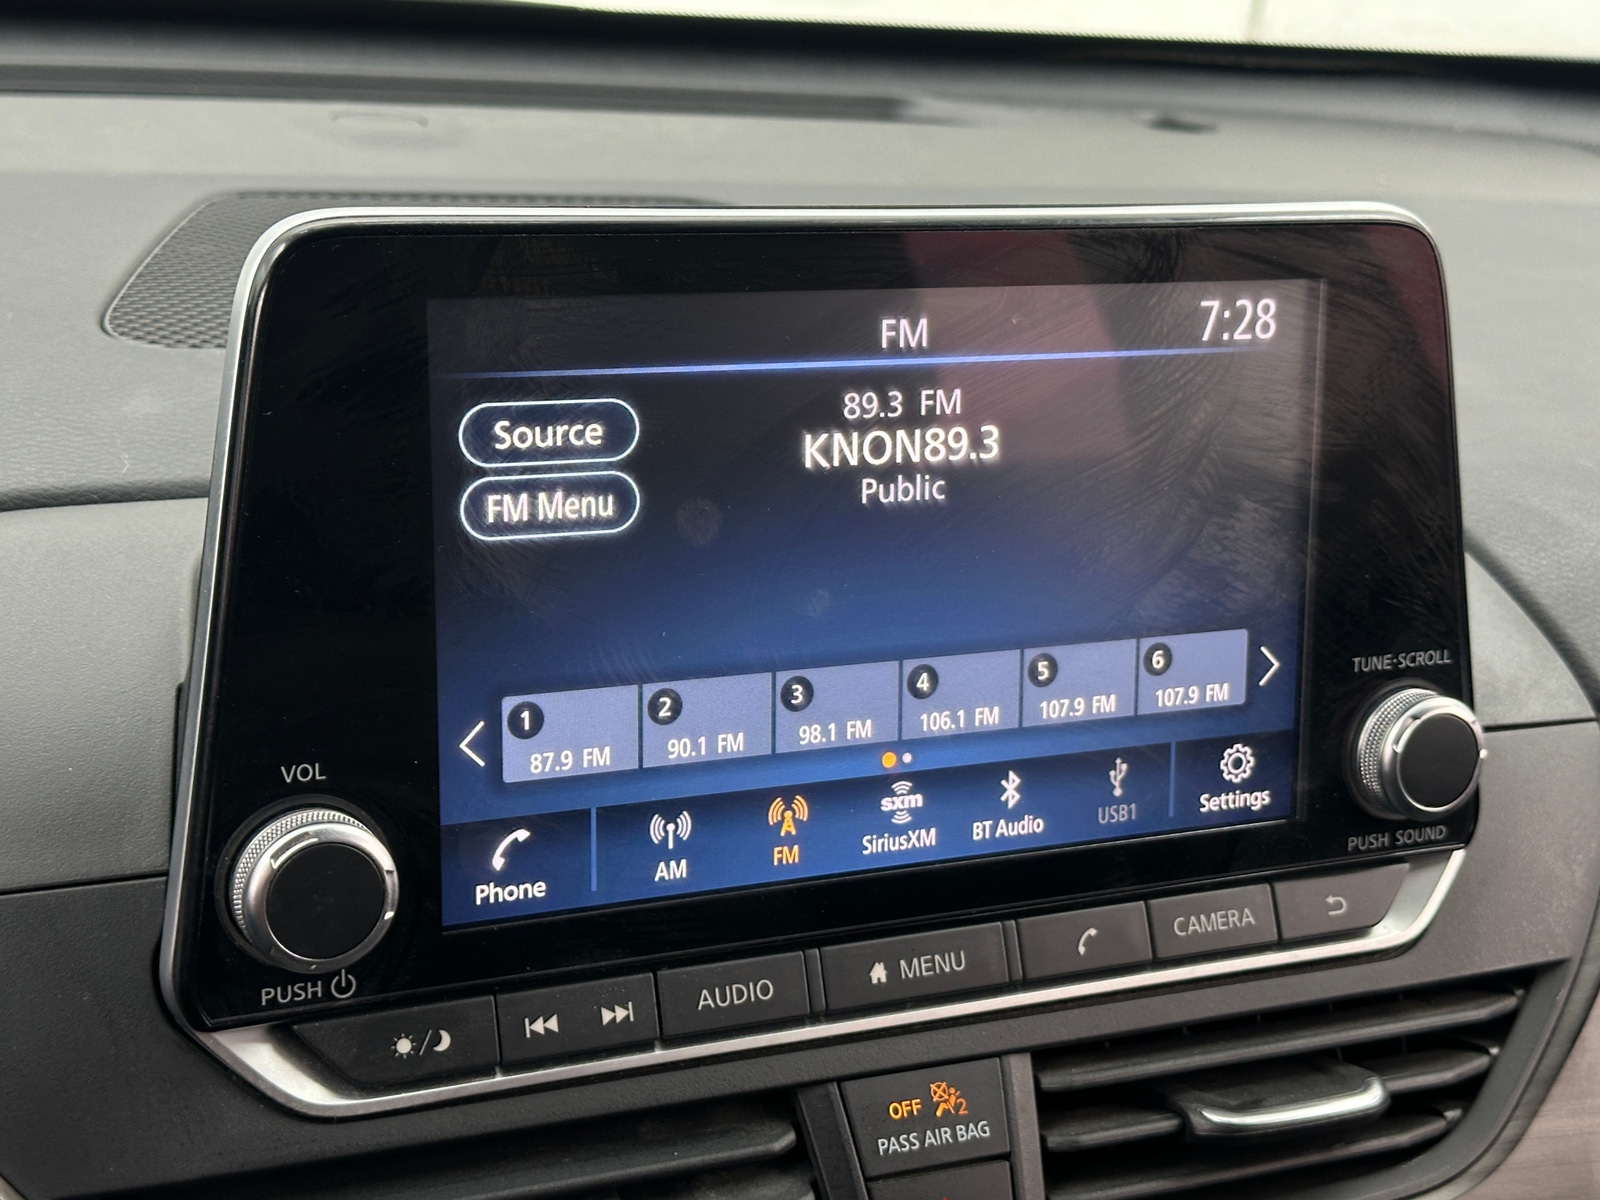 FM
7:28
Source
FM Menu
89.3 FM
KNON89.3
Public
1
87.9 FM
2
90.1 FM
3
98.1 FM
4
106.1 FM
5
107.9 FM
6
107.9 FM
Phone
AM
FM
sxm
SiriusXM
BT Audio
USB1
Settings
VOL
PUSH
TUNE·SCROLL
PUSH SOUND
AUDIO
MENU
CAMERA
OFF 2
PASS AIR BAG